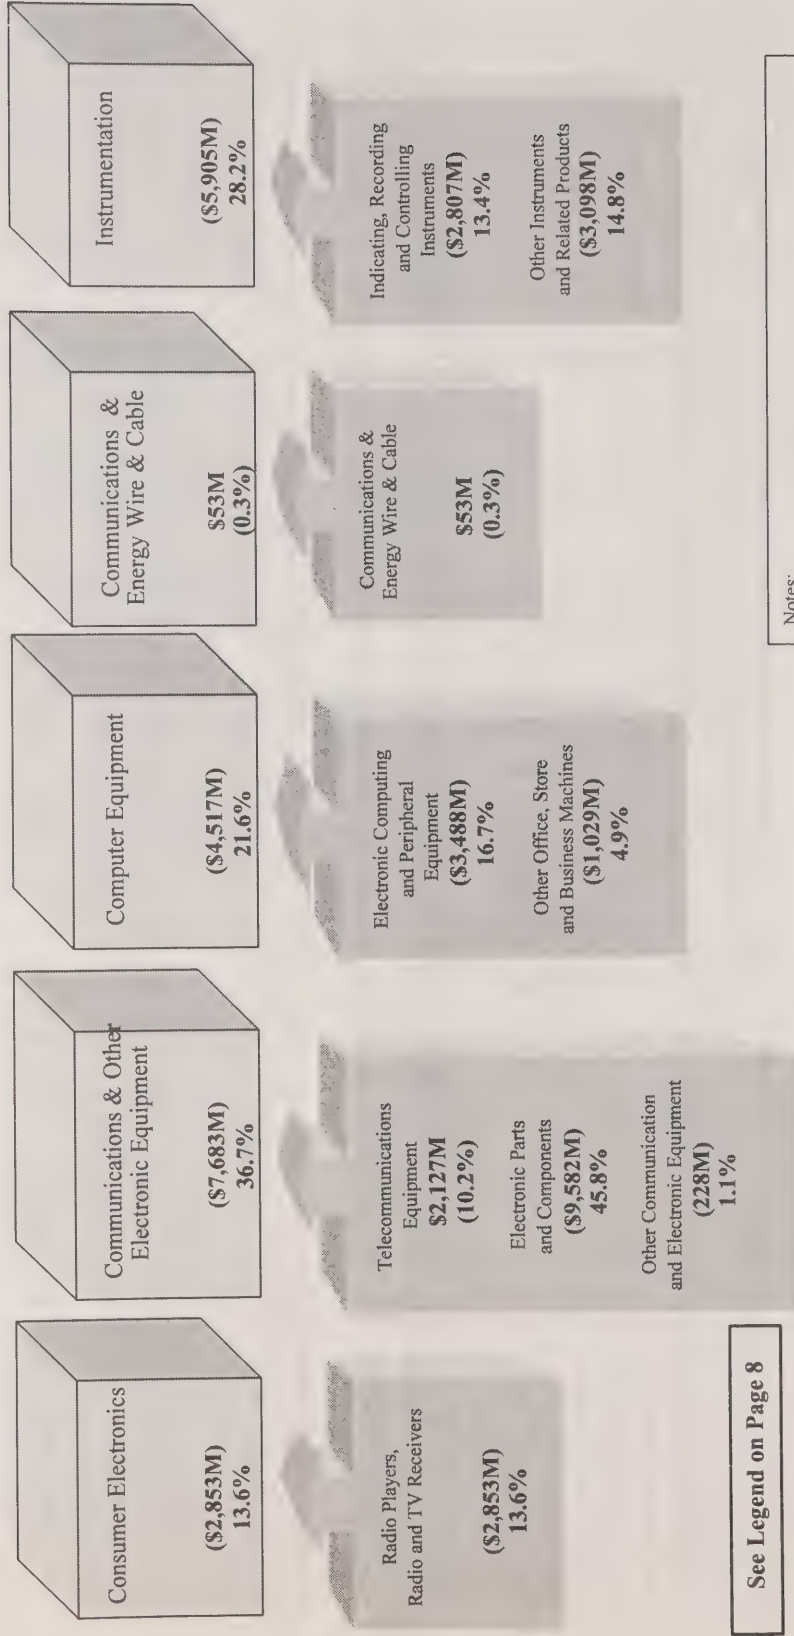 Consumer Electronics
($2,853M)
13.6%
Communications & Other
Electronic Equipment
($7,683M)
36.7%
Computer Equipment
($4,517M)
21.6%
Communications &
Energy Wire & Cable
$53M
(0.3%)
Instrumentation
($5,905M)
28.2%
Radio Players,
Radio and TV Receivers
($2,853M)
13.6%
Telecommunications
Equipment
$2,127M
(10.2%)
Electronic Parts
and Components
($9,582M)
45.8%
Other Communication
and Electronic Equipment
(228M)
1.1%
Electronic Computing
and Peripheral
Equipment
($3,488M)
16.7%
Other Office, Store
and Business Machines
($1,029M)
4.9%
Communications &
Energy Wire & Cable
$53M
(0.3%)
Indicating, Recording
and Controlling
Instruments
($2,807M)
13.4%
Other Instruments
and Related Products
($3,098M)
14.8%
See Legend on Page 8
Notes: